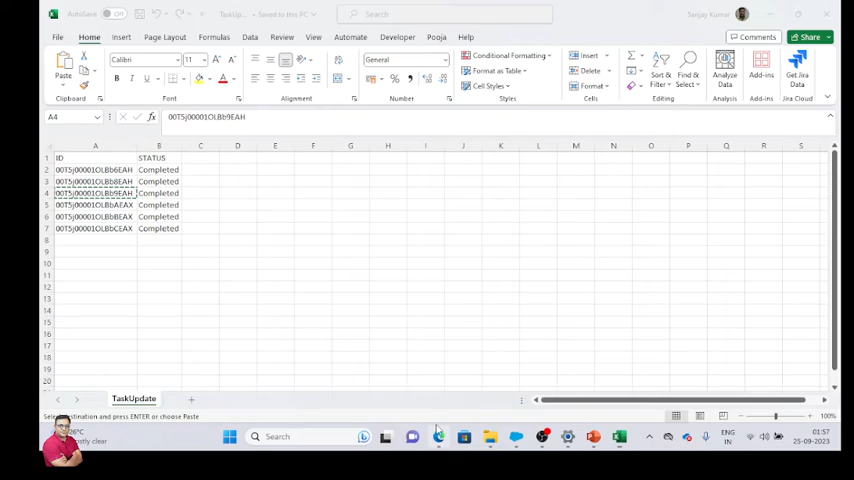 AutoSave Off TaskUp... • Saved to this PC Search Sanjay Kumar
File Home Insert Page Layout Formulas Data Review View Automate Developer Pooja Help Comments Share
Paste Calibri 11 General Conditional Formatting Insert Sort & Find & Analyze Add-ins Get Jira
Format as Table Delete Filter Select Data Data
B I U A % Cell Styles Format
Clipboard Font Alignment Number Styles Cells Editing Analysis Add-ins Jira Cloud
A4 fx 00T5j00001OLBb9EAH
A B C D E F G H I J K L M N O P Q R S
1 ID STATUS
2 00T5j00001OLBb6EAH Completed
3 00T5j00001OLBb8EAH Completed
4 00T5j00001OLBb9EAH Completed
5 00T5j00001OLBbAEAX Completed
6 00T5j00001OLBbBEAX Completed
7 00T5j00001OLBbCEAX Completed
8
9
10
11
12
13
14
15
16
17
18
19
20
TaskUpdate
Select destination and press ENTER or choose Paste 100%
26°C Search ENG 01:57
Mostly clear IN 25-09-2023